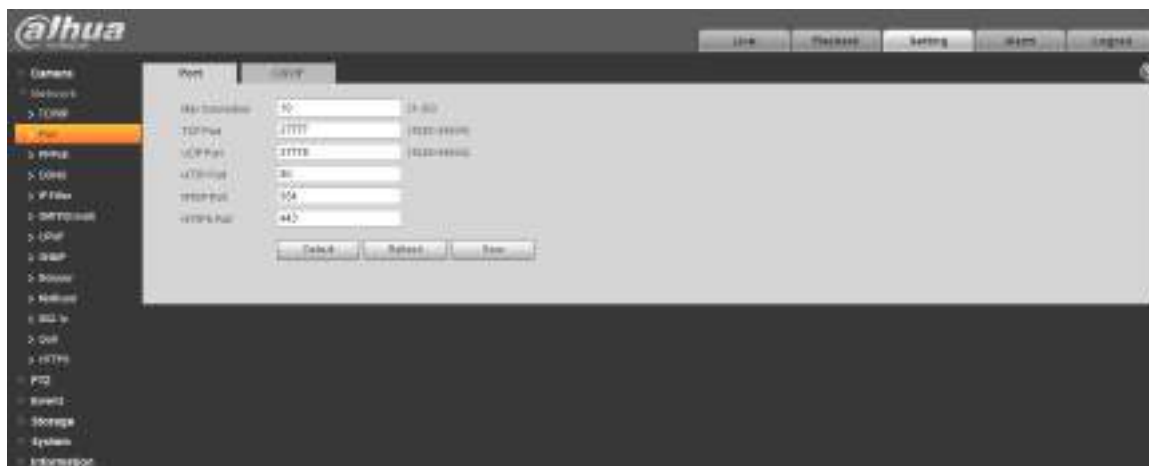 alhua
Live Playback Setting Alarm Logout
Camera
Network
TCP/IP
Port
PPPoE
DDNS
IP Filter
SMTP(Email)
UPnP
SNMP
Bonjour
Multicast
802.1x
QoS
HTTPS
PTZ
Event
Storage
System
Information
Port ONVIF
Max Connection 10
TCP Port 37777
UDP Port 37778
HTTP Port 80
RTSP Port 554
HTTPS Port 443
Default Refresh Save